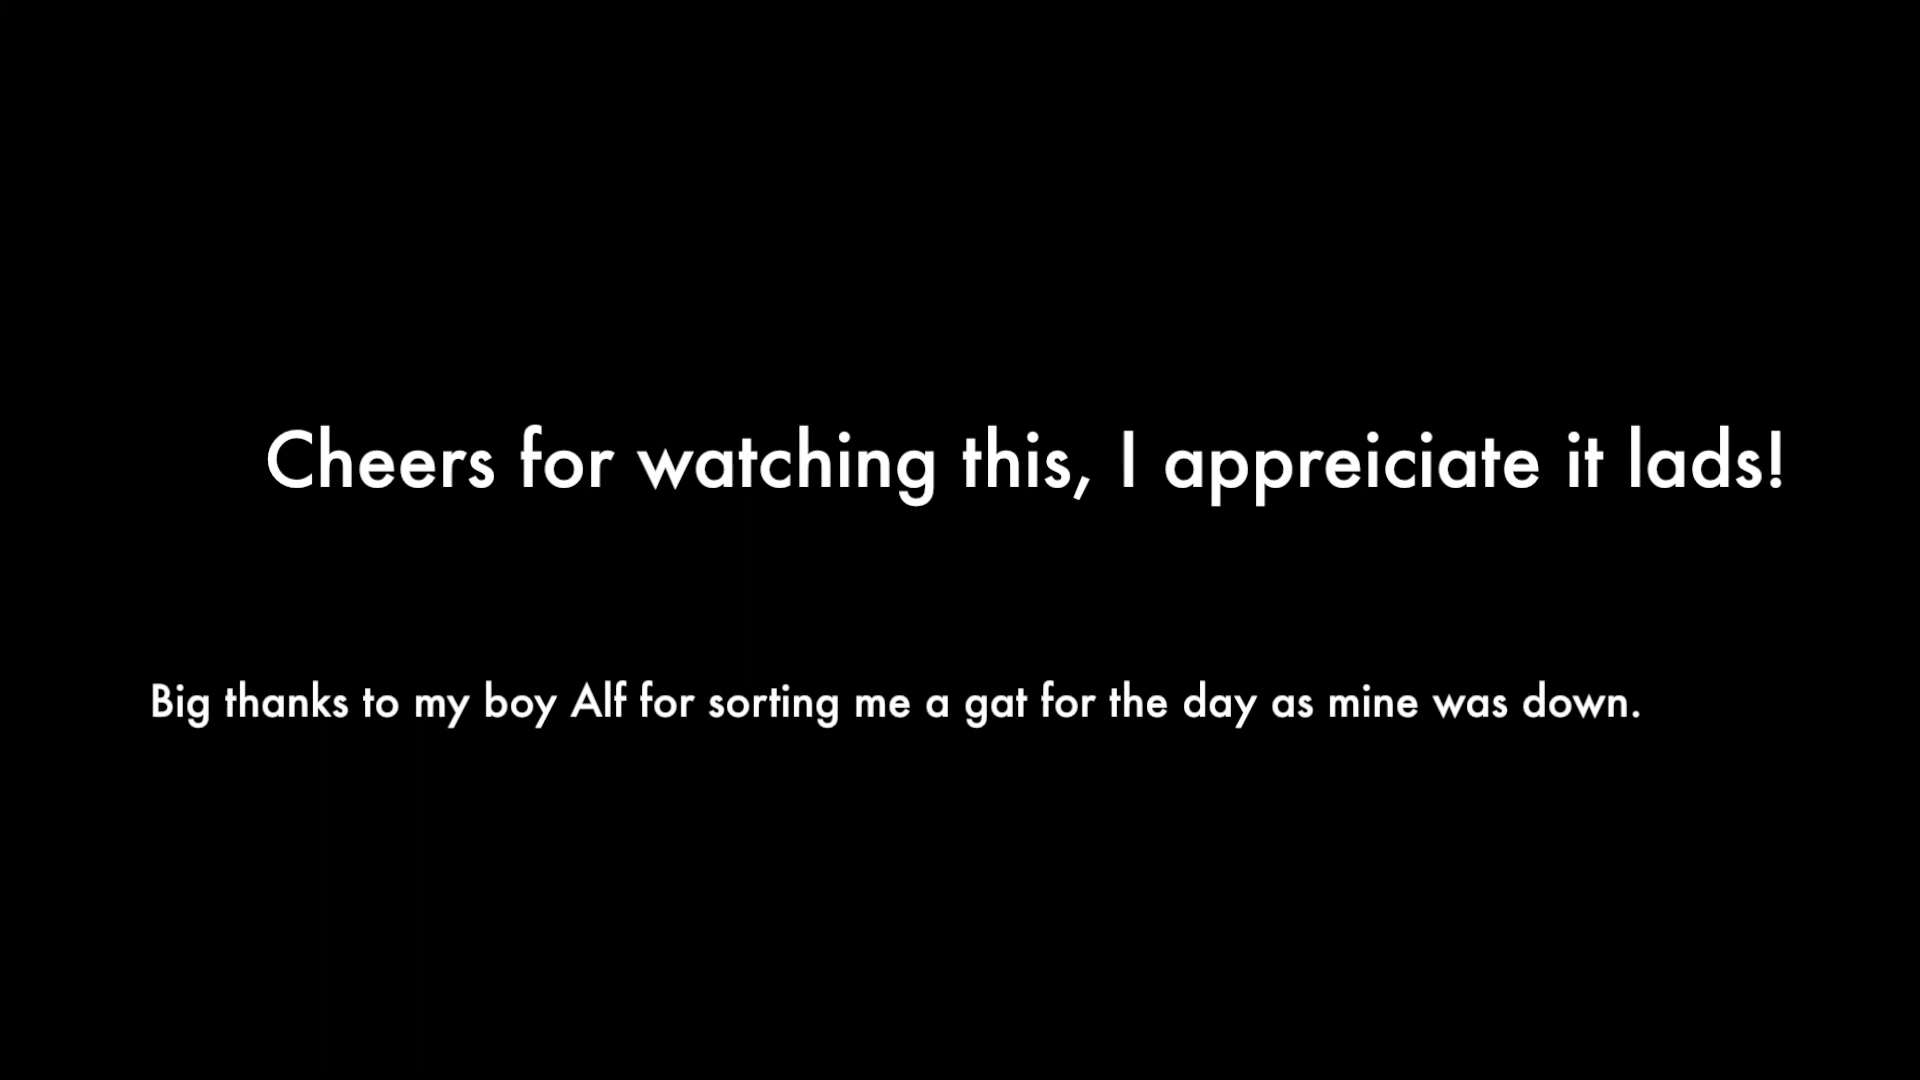 Cheers for watching this, I appreiciate it lads!
Big thanks to my boy Alf for sorting me a gat for the day as mine was down.